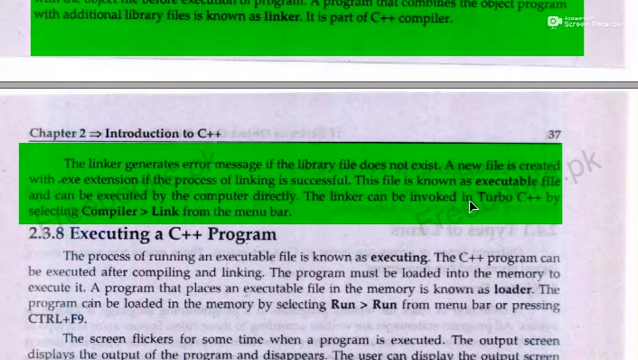 with the object file before execution of program. A program that combines the object program
with additional library files is known as linker. It is part of C++ compiler.
Screen Recorder
Chapter 2 ⇒ Introduction to C++ 37
The linker generates error message if the library file does not exist. A new file is created
with .exe extension if the process of linking is successful. This file is known as executable file
and can be executed by the computer directly. The linker can be invoked in Turbo C++ by
selecting Compiler > Link from the menu bar.
2.3.8 Executing a C++ Program
The process of running an executable file is known as executing. The C++ program can
be executed after compiling and linking. The program must be loaded into the memory to
execute it. A program that places an executable file in the memory is known as loader. The
program can be loaded in the memory by selecting Run > Run from menu bar or pressing
CTRL+F9.
The screen flickers for some time when a program is executed. The output screen
displays the output of the program and disappears. The user can display the output screen